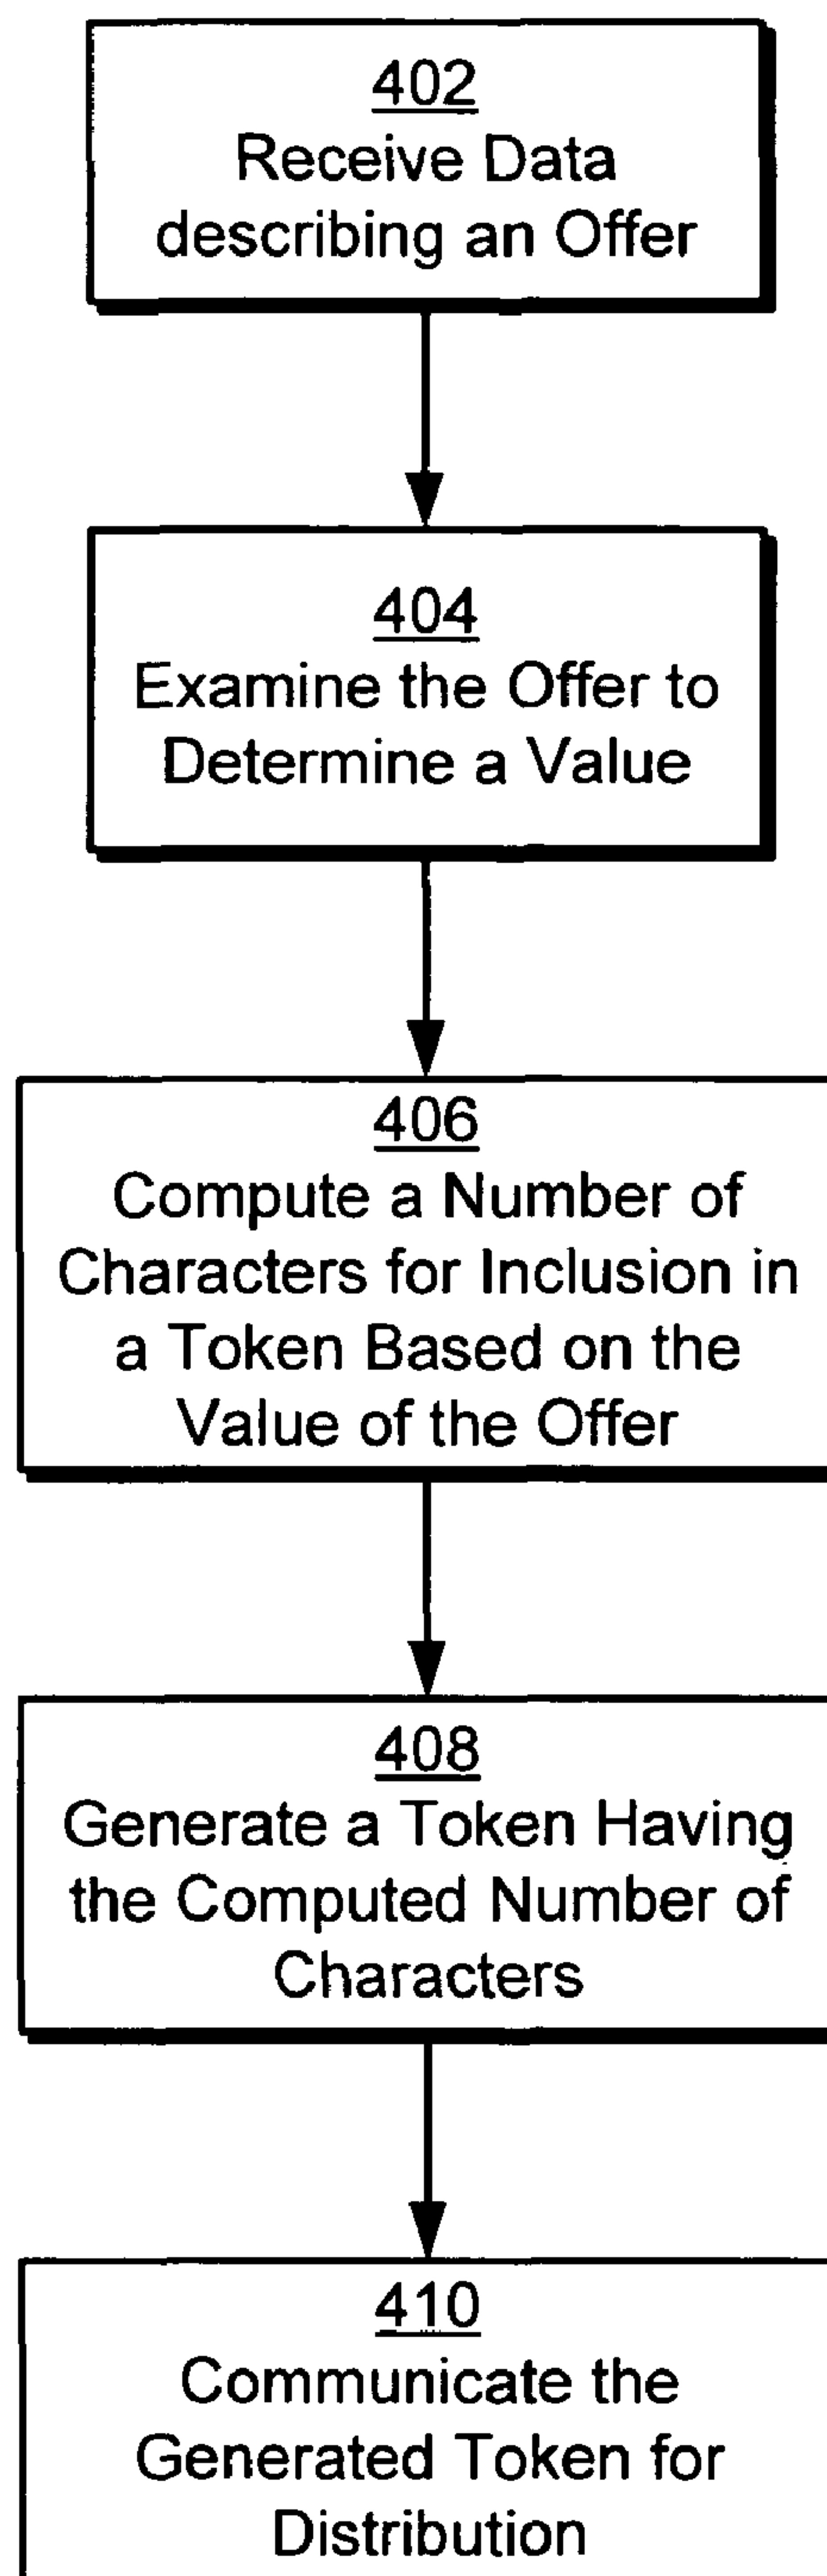 402
Receive Data
describing an Offer
404
Examine the Offer to
Determine a Value
406
Compute a Number of
Characters for Inclusion in
a Token Based on the
Value of the Offer
408
Generate a Token Having
the Computed Number of
Characters
410
Communicate the
Generated Token for
Distribution